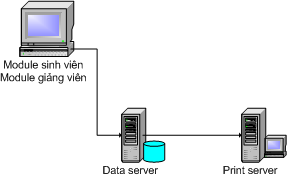 Module sinh viên
Module giảng viên
Data server
Print server